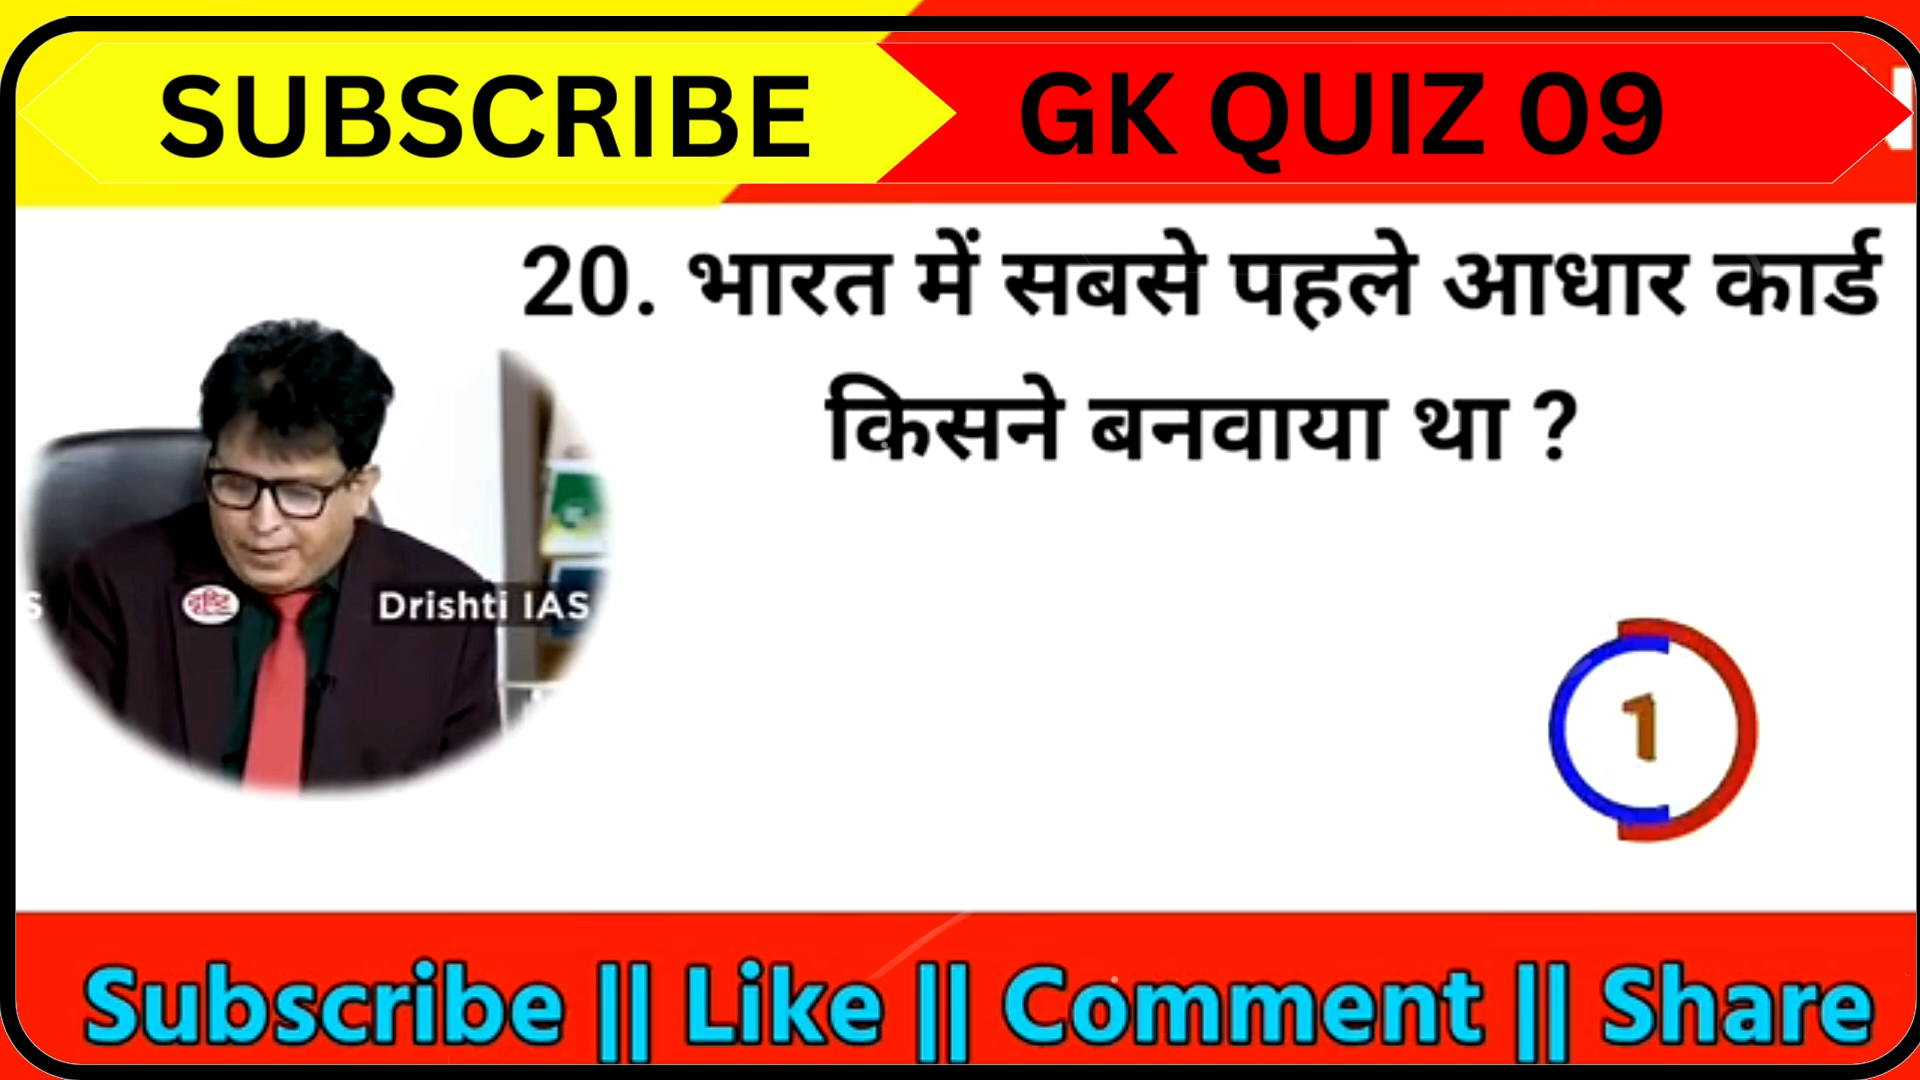 SUBSCRIBE GK QUIZ 09
20. भारत में सबसे पहले आधार कार्ड
किसने बनवाया था ?
दृष्टि
Drishti IAS
1
Subscribe || Like || Comment || Share